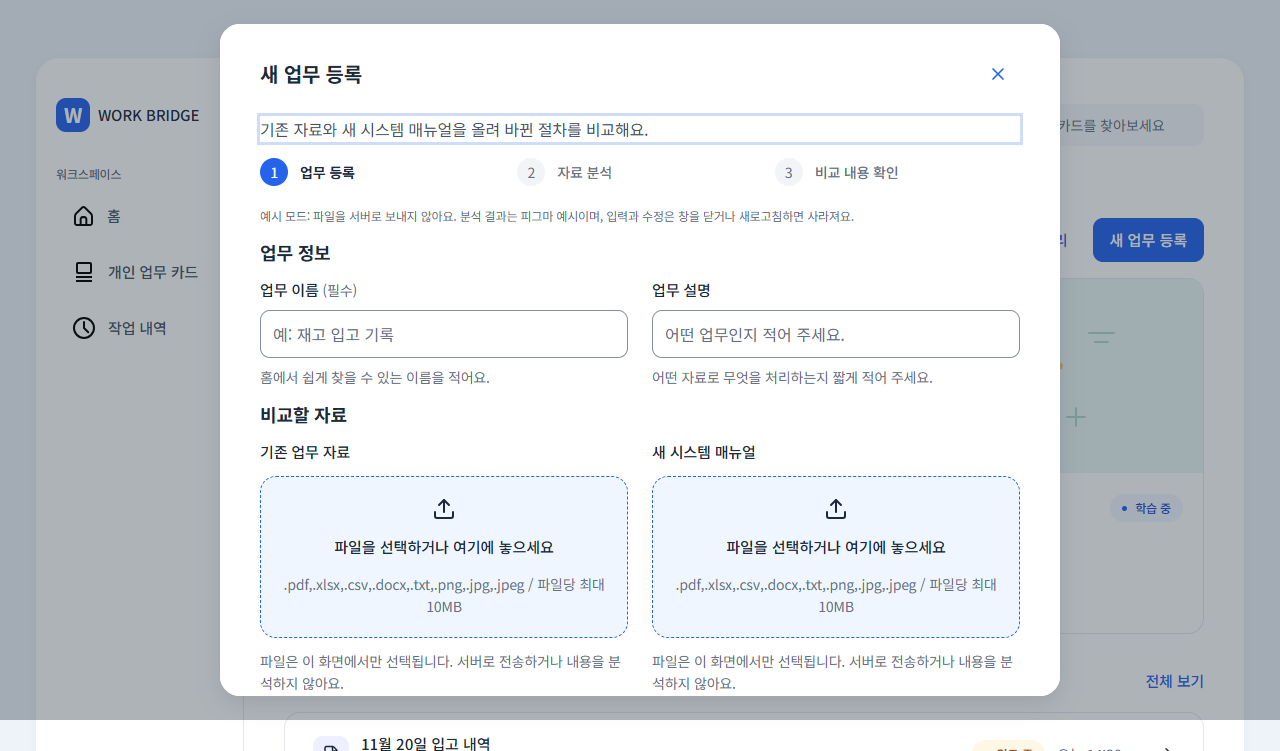 새 업무 등록
W WORK BRIDGE
기존 자료와 새 시스템 매뉴얼을 올려 바뀐 절차를 비교해요.
카드를 찾아보세요
1 업무 등록 2 자료 분석 3 비교 내용 확인
워크스페이스
홈
개인 업무 카드
작업 내역
예시 모드: 파일을 서버로 보내지 않아요. 분석 결과는 피그마 예시이며, 입력과 수정은 창을 닫거나 새로고침하면 사라져요.
리 새 업무 등록
업무 정보
업무 이름 (필수) 업무 설명
예: 재고 입고 기록 어떤 업무인지 적어 주세요.
홈에서 쉽게 찾을 수 있는 이름을 적어요. 어떤 자료로 무엇을 처리하는지 짧게 적어 주세요.
비교할 자료
기존 업무 자료 새 시스템 매뉴얼
학습 중
파일을 선택하거나 여기에 놓으세요 파일을 선택하거나 여기에 놓으세요
.pdf,.xlsx,.csv,.docx,.txt,.png,.jpg,.jpeg / 파일당 최대 .pdf,.xlsx,.csv,.docx,.txt,.png,.jpg,.jpeg / 파일당 최대
10MB 10MB
파일은 이 화면에서만 선택됩니다. 서버로 전송하거나 내용을 분 파일은 이 화면에서만 선택됩니다. 서버로 전송하거나 내용을 분
석하지 않아요. 석하지 않아요.
전체 보기
11월 20일 입고 내역